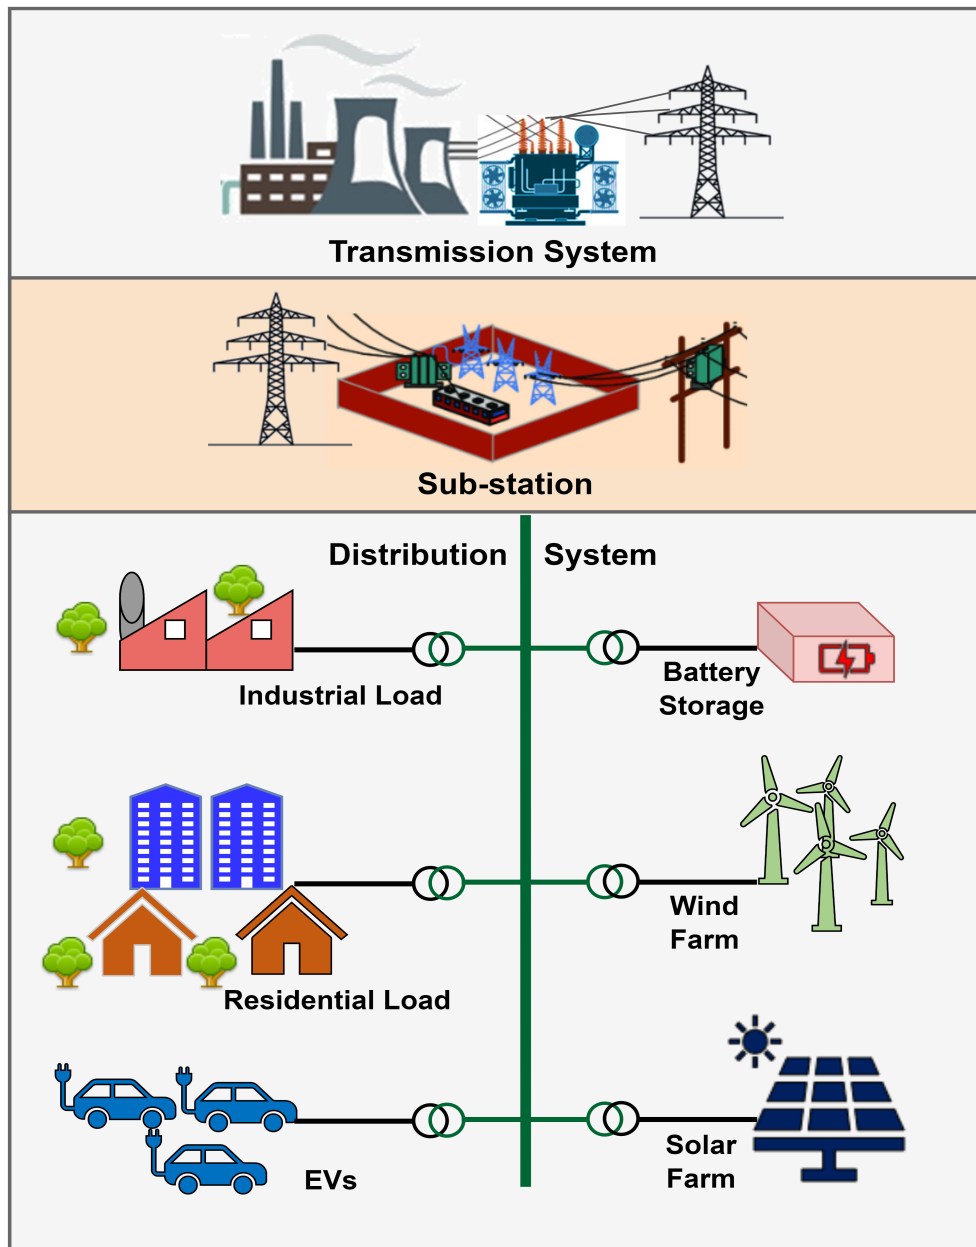 Transmission System
Sub-station
Distribution System
Industrial Load
Battery
Storage
Residential Load
Wind
Farm
EVs
Solar
Farm